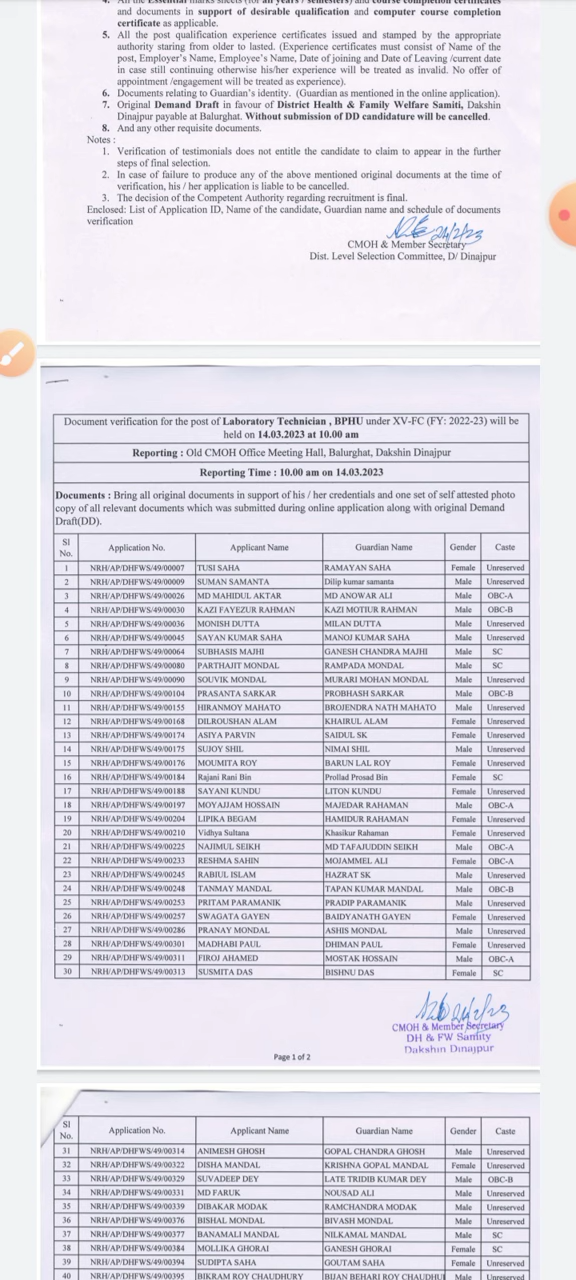 4. All the Essential marks sheets (for all years / semesters) and course completion certificates
and documents in support of desirable qualification and computer course completion
certificate as applicable.
5. All the post qualification experience certificates issued and stamped by the appropriate
authority staring from older to lasted. (Experience certificates must consist of Name of the
post, Employer's Name, Employee's Name, Date of joining and Date of Leaving /current date
in case still continuing otherwise his/her experience will be treated as invalid. No offer of
appointment /engagement will be treated as experience).
6. Documents relating to Guardian's identity. (Guardian as mentioned in the online application).
7. Original Demand Draft in favour of District Health & Family Welfare Samiti, Dakshin
Dinajpur payable at Balurghat. Without submission of DD candidature will be cancelled.
8. And any other requisite documents.
Notes :
1. Verification of testimonials does not entitle the candidate to claim to appear in the further
steps of final selection.
2. In case of failure to produce any of the above mentioned original documents at the time of
verification, his / her application is liable to be cancelled.
3. The decision of the Competent Authority regarding recruitment is final.
Enclosed: List of Application ID, Name of the candidate, Guardian name and schedule of documents
verification
24/2/23
CMOH & Member Secretary
Dist. Level Selection Committee, D/ Dinajpur
Document verification for the post of Laboratory Technician , BPHU under XV-FC (FY: 2022-23) will be
held on 14.03.2023 at 10.00 am
Reporting : Old CMOH Office Meeting Hall, Balurghat, Dakshin Dinajpur
Reporting Time : 10.00 am on 14.03.2023
Documents : Bring all original documents in support of his / her credentials and one set of self attested photo
copy of all relevant documents which was submitted during online application along with original Demand
Draft(DD).
Sl No. Application No. Applicant Name Guardian Name Gender Caste
1 NRH/AP/DHFWS/49/00007 TUSI SAHA RAMAYAN SAHA Female Unreserved
2 NRH/AP/DHFWS/49/00009 SUMAN SAMANTA Dilip kumar samanta Male Unreserved
3 NRH/AP/DHFWS/49/00026 MD MAHIDUL AKTAR MD ANOWAR ALI Male OBC-A
4 NRH/AP/DHFWS/49/00030 KAZI FAYEZUR RAHMAN KAZI MOTIUR RAHMAN Male OBC-B
5 NRH/AP/DHFWS/49/00036 MONISH DUTTA MILAN DUTTA Male Unreserved
6 NRH/AP/DHFWS/49/00045 SAYAN KUMAR SAHA MANOJ KUMAR SAHA Male Unreserved
7 NRH/AP/DHFWS/49/00064 SUBHASIS MAJHI GANESH CHANDRA MAJHI Male SC
8 NRH/AP/DHFWS/49/00080 PARTHAJIT MONDAL RAMPADA MONDAL Male SC
9 NRH/AP/DHFWS/49/00090 SOUVIK MONDAL MURARI MOHAN MONDAL Male Unreserved
10 NRH/AP/DHFWS/49/00104 PRASANTA SARKAR PROBHASH SARKAR Male OBC-B
11 NRH/AP/DHFWS/49/00155 HIRANMOY MAHATO BROJENDRA NATH MAHATO Male Unreserved
12 NRH/AP/DHFWS/49/00168 DILROUSHAN ALAM KHAIRUL ALAM Female Unreserved
13 NRH/AP/DHFWS/49/00174 ASIYA PARVIN SAIDUL SK Female Unreserved
14 NRH/AP/DHFWS/49/00175 SUJOY SHIL NIMAI SHIL Male Unreserved
15 NRH/AP/DHFWS/49/00176 MOUMITA ROY BARUN LAL ROY Female Unreserved
16 NRH/AP/DHFWS/49/00184 Rajani Rani Bin Prollad Prosad Bin Female SC
17 NRH/AP/DHFWS/49/00188 SAYANI KUNDU LITON KUNDU Female Unreserved
18 NRH/AP/DHFWS/49/00197 MOYAJJAM HOSSAIN MAJEDAR RAHAMAN Male OBC-A
19 NRH/AP/DHFWS/49/00204 LIPIKA BEGAM HAMIDUR RAHAMAN Female Unreserved
20 NRH/AP/DHFWS/49/00210 Vidhya Sultana Khasikur Rahaman Female Unreserved
21 NRH/AP/DHFWS/49/00225 NAJIMUL SEIKH MD TAFAJUDDIN SEIKH Male OBC-A
22 NRH/AP/DHFWS/49/00233 RESHMA SAHIN MOJAMMEL ALI Female OBC-A
23 NRH/AP/DHFWS/49/00245 RABIUL ISLAM HAZRAT SK Male Unreserved
24 NRH/AP/DHFWS/49/00248 TANMAY MANDAL TAPAN KUMAR MANDAL Male OBC-B
25 NRH/AP/DHFWS/49/00253 PRITAM PARAMANIK PRADIP PARAMANIK Male Unreserved
26 NRH/AP/DHFWS/49/00257 SWAGATA GAYEN BAIDYANATH GAYEN Female Unreserved
27 NRH/AP/DHFWS/49/00286 PRANAY MONDAL ASHIS MONDAL Male Unreserved
28 NRH/AP/DHFWS/49/00301 MADHABI PAUL DHIMAN PAUL Female Unreserved
29 NRH/AP/DHFWS/49/00311 FIROJ AHAMED MOSTAK HOSSAIN Male OBC-A
30 NRH/AP/DHFWS/49/00313 SUSMITA DAS BISHNU DAS Female SC
24/2/23
CMOH & Member Secretary
DH & FW Samity
Dakshin Dinajpur
Page 1 of 2
Sl No. Application No. Applicant Name Guardian Name Gender Caste
31 NRH/AP/DHFWS/49/00314 ANIMESH GHOSH GOPAL CHANDRA GHOSH Male Unreserved
32 NRH/AP/DHFWS/49/00322 DISHA MANDAL KRISHNA GOPAL MANDAL Female Unreserved
33 NRH/AP/DHFWS/49/00329 SUVADEEP DEY LATE TRIDIB KUMAR DEY Male OBC-B
34 NRH/AP/DHFWS/49/00331 MD FARUK NOUSAD ALI Male Unreserved
35 NRH/AP/DHFWS/49/00339 DIBAKAR MODAK RAMCHANDRA MODAK Male Unreserved
36 NRH/AP/DHFWS/49/00376 BISHAL MONDAL BIVASH MONDAL Male Unreserved
37 NRH/AP/DHFWS/49/00377 BANAMALI MANDAL NILKAMAL MANDAL Male SC
38 NRH/AP/DHFWS/49/00384 MOLLIKA GHORAI GANESH GHORAI Female SC
39 NRH/AP/DHFWS/49/00394 SUDIPTA SAHA GOUTAM SAHA Female Unreserved
40 NRH/AP/DHFWS/49/00395 BIKRAM ROY CHAUDHURY BIJAN BEHARI ROY CHAUDHU Male Unreserved